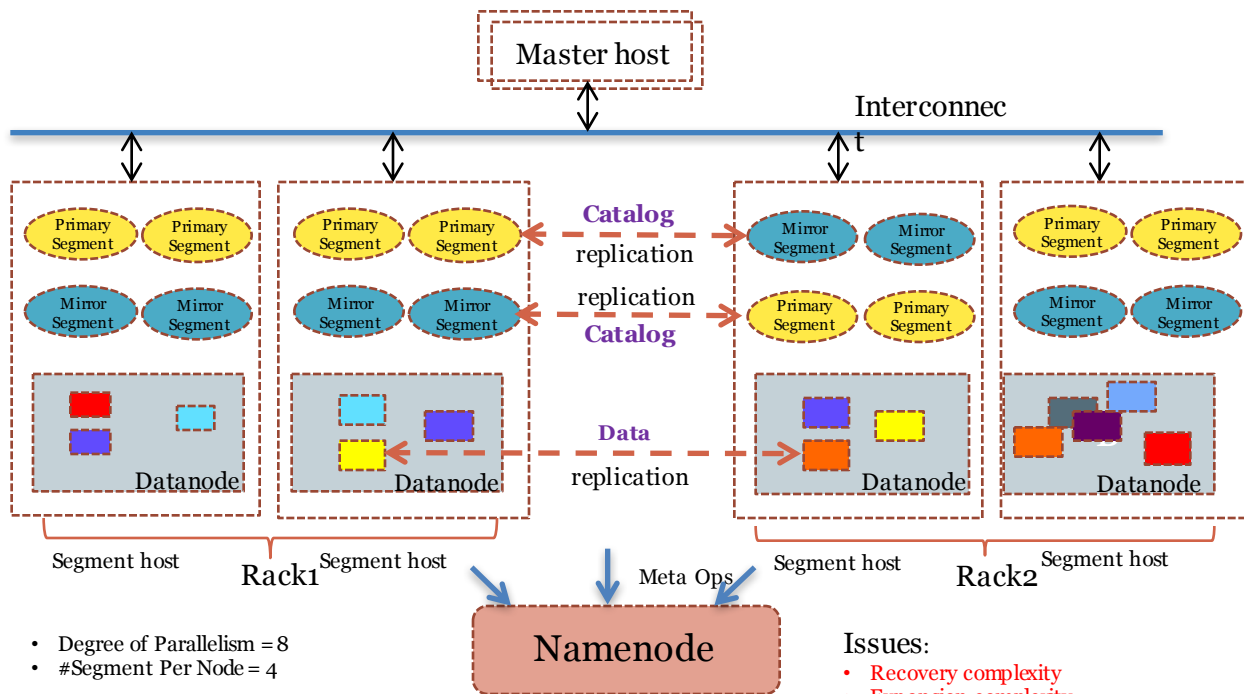 Master host
Interconnec
t
Primary
Segment
Primary
Segment
Primary
Segment
Primary
Segment
Catalog
replication
Mirror
Segment
Mirror
Segment
Primary
Segment
Primary
Segment
Mirror
Segment
Mirror
Segment
Mirror
Segment
Mirror
Segment
replication
Catalog
Primary
Segment
Primary
Segment
Mirror
Segment
Mirror
Segment
Data
replication
Datanode
Datanode
Datanode
Datanode
Segment host
Rack1
Segment host
Meta Ops
Segment host
Rack2
Segment host
Namenode
• Degree of Parallelism = 8
• #Segment Per Node = 4
Issues:
• Recovery complexity
Expansion complexity